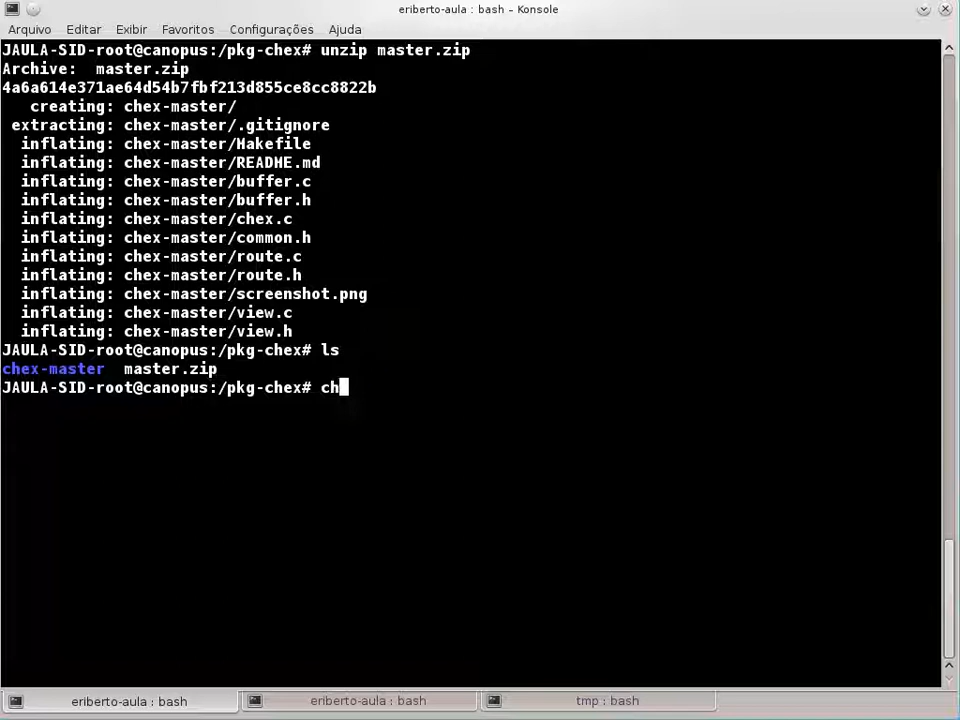 eriberto-aula : bash – Konsole
Arquivo Editar Exibir Favoritos Configurações Ajuda
JAULA-SID-root@canopus:/pkg-chex# unzip master.zip
Archive:  master.zip
4a6a614e371ae64d54b7fbf213d855ce8cc8822b
   creating: chex-master/
 extracting: chex-master/.gitignore
  inflating: chex-master/Makefile
  inflating: chex-master/README.md
  inflating: chex-master/buffer.c
  inflating: chex-master/buffer.h
  inflating: chex-master/chex.c
  inflating: chex-master/common.h
  inflating: chex-master/route.c
  inflating: chex-master/route.h
  inflating: chex-master/screenshot.png
  inflating: chex-master/view.c
  inflating: chex-master/view.h
JAULA-SID-root@canopus:/pkg-chex# ls
chex-master  master.zip
JAULA-SID-root@canopus:/pkg-chex# ch
eriberto-aula : bash eriberto-aula : bash tmp : bash